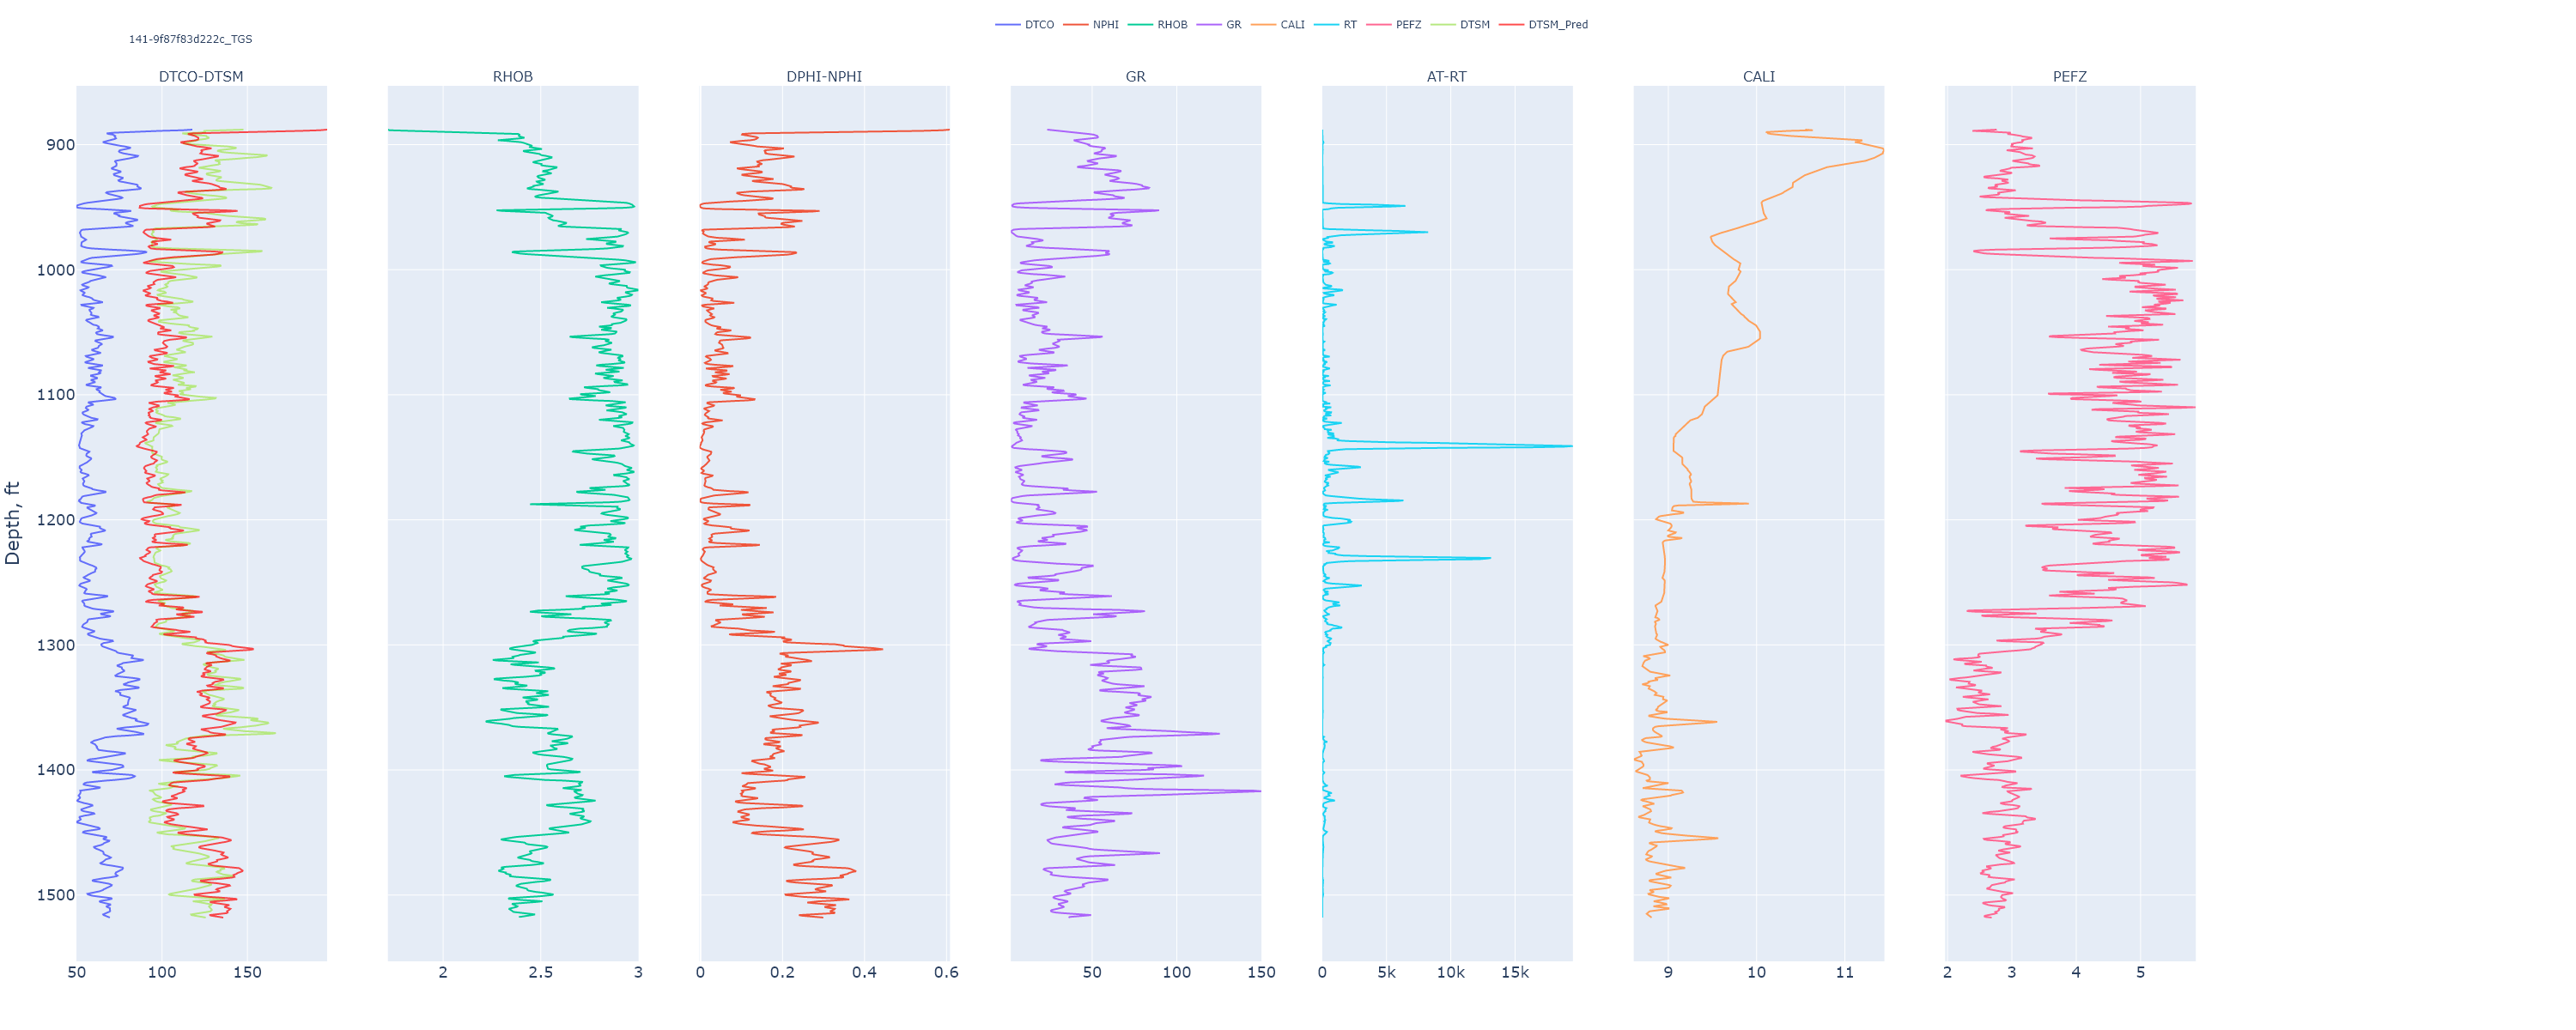 DTCO NPHI RHOB GR CALI RT PEFZ DTSM DTSM_Pred
141-9f87f83d222c_TGS
DTCO-DTSM RHOB DPHI-NPHI GR AT-RT CALI PEFZ
900
1000
1100
1200
1300
1400
1500
Depth, ft
50 100 150 2 2.5 3 0 0.2 0.4 0.6 50 100 150 0 5k 10k 15k 9 10 11 2 3 4 5